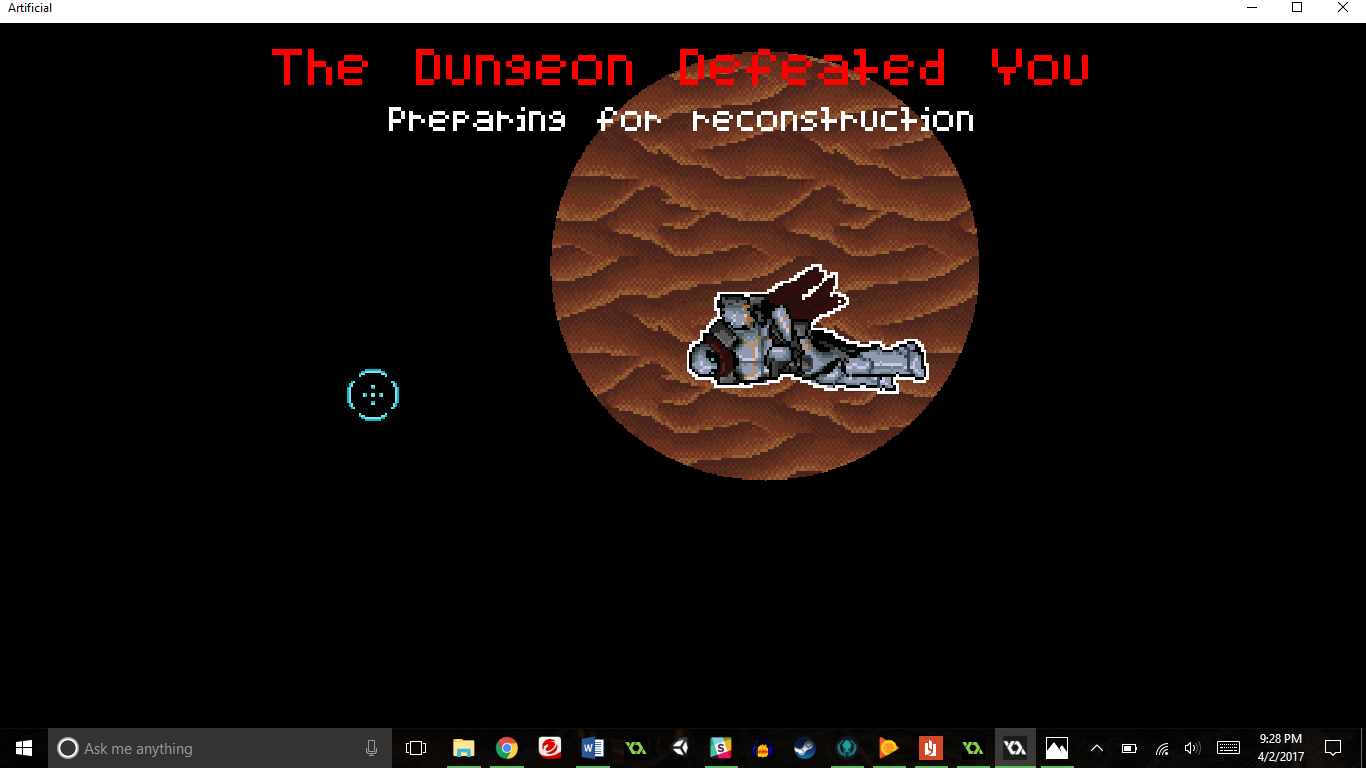 Artificial
The Dungeon Defeated You
Preparing for reconstruction
Ask me anything
9:28 PM
4/2/2017